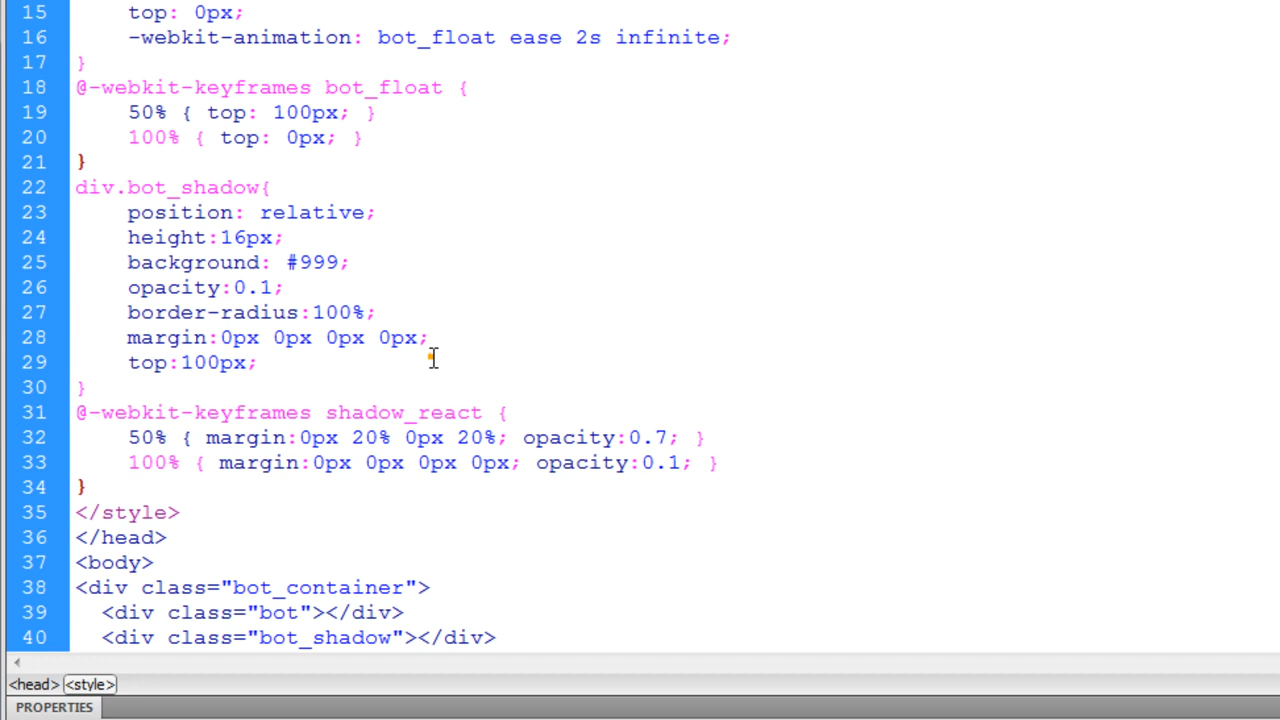 15 top: 0px;
16 -webkit-animation: bot_float ease 2s infinite;
17 }
18 @-webkit-keyframes bot_float {
19 50% { top: 100px; }
20 100% { top: 0px; }
21 }
22 div.bot_shadow{
23 position: relative;
24 height:16px;
25 background: #999;
26 opacity:0.1;
27 border-radius:100%;
28 margin:0px 0px 0px 0px;
29 top:100px;
30 }
31 @-webkit-keyframes shadow_react {
32 50% { margin:0px 20% 0px 20%; opacity:0.7; }
33 100% { margin:0px 0px 0px 0px; opacity:0.1; }
34 }
35 </style>
36 </head>
37 <body>
38 <div class="bot_container">
39 <div class="bot"></div>
40 <div class="bot_shadow"></div>
<head> <style>
PROPERTIES